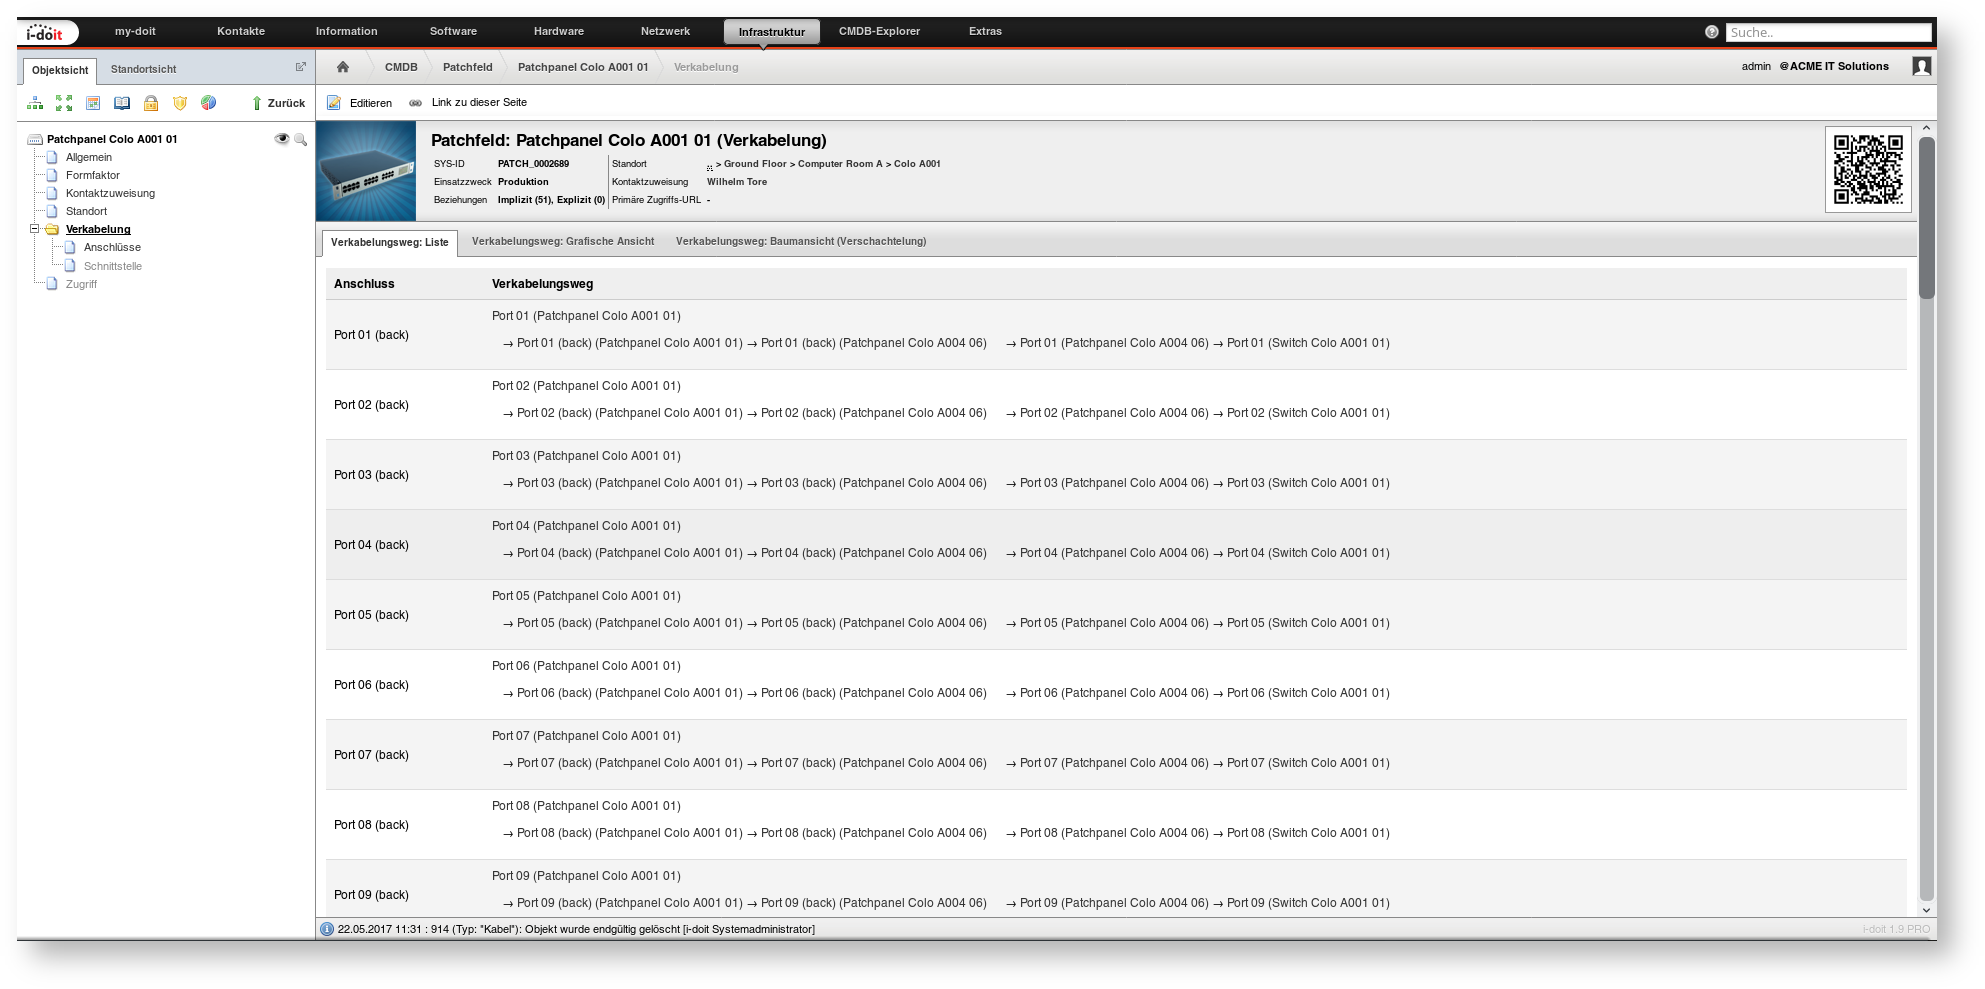 i-doit
my-doit Kontakte Information Software Hardware Netzwerk Infrastruktur CMDB-Explorer Extras ? Suche..
Objektsicht Standortsicht
CMDB Patchfeld Patchpanel Colo A001 01 Verkabelung
admin @ACME IT Solutions
Zurück
Editieren Link zu dieser Seite
Patchpanel Colo A001 01
Allgemein
Formfaktor
Kontaktzuweisung
Standort
Verkabelung
Anschlüsse
Schnittstelle
Zugriff
Patchfeld: Patchpanel Colo A001 01 (Verkabelung)
SYS-ID PATCH_0002689 Standort .. > Ground Floor > Computer Room A > Colo A001
Einsatzzweck Produktion Kontaktzuweisung Wilhelm Tore
Beziehungen Implizit (51), Explizit (0) Primäre Zugriffs-URL -
Verkabelungsweg: Liste Verkabelungsweg: Grafische Ansicht Verkabelungsweg: Baumansicht (Verschachtelung)
Anschluss Verkabelungsweg
Port 01 (Patchpanel Colo A001 01)
Port 01 (back)
→ Port 01 (back) (Patchpanel Colo A001 01) → Port 01 (back) (Patchpanel Colo A004 06) → Port 01 (Patchpanel Colo A004 06) → Port 01 (Switch Colo A001 01)
Port 02 (Patchpanel Colo A001 01)
Port 02 (back)
→ Port 02 (back) (Patchpanel Colo A001 01) → Port 02 (back) (Patchpanel Colo A004 06) → Port 02 (Patchpanel Colo A004 06) → Port 02 (Switch Colo A001 01)
Port 03 (Patchpanel Colo A001 01)
Port 03 (back)
→ Port 03 (back) (Patchpanel Colo A001 01) → Port 03 (back) (Patchpanel Colo A004 06) → Port 03 (Patchpanel Colo A004 06) → Port 03 (Switch Colo A001 01)
Port 04 (Patchpanel Colo A001 01)
Port 04 (back)
→ Port 04 (back) (Patchpanel Colo A001 01) → Port 04 (back) (Patchpanel Colo A004 06) → Port 04 (Patchpanel Colo A004 06) → Port 04 (Switch Colo A001 01)
Port 05 (Patchpanel Colo A001 01)
Port 05 (back)
→ Port 05 (back) (Patchpanel Colo A001 01) → Port 05 (back) (Patchpanel Colo A004 06) → Port 05 (Patchpanel Colo A004 06) → Port 05 (Switch Colo A001 01)
Port 06 (Patchpanel Colo A001 01)
Port 06 (back)
→ Port 06 (back) (Patchpanel Colo A001 01) → Port 06 (back) (Patchpanel Colo A004 06) → Port 06 (Patchpanel Colo A004 06) → Port 06 (Switch Colo A001 01)
Port 07 (Patchpanel Colo A001 01)
Port 07 (back)
→ Port 07 (back) (Patchpanel Colo A001 01) → Port 07 (back) (Patchpanel Colo A004 06) → Port 07 (Patchpanel Colo A004 06) → Port 07 (Switch Colo A001 01)
Port 08 (Patchpanel Colo A001 01)
Port 08 (back)
→ Port 08 (back) (Patchpanel Colo A001 01) → Port 08 (back) (Patchpanel Colo A004 06) → Port 08 (Patchpanel Colo A004 06) → Port 08 (Switch Colo A001 01)
Port 09 (Patchpanel Colo A001 01)
Port 09 (back)
→ Port 09 (back) (Patchpanel Colo A001 01) → Port 09 (back) (Patchpanel Colo A004 06) → Port 09 (Patchpanel Colo A004 06) → Port 09 (Switch Colo A001 01)
22.05.2017 11:31 : 914 (Typ: "Kabel"): Objekt wurde endgültig gelöscht [i-doit Systemadministrator]
i-doit 1.9 PRO